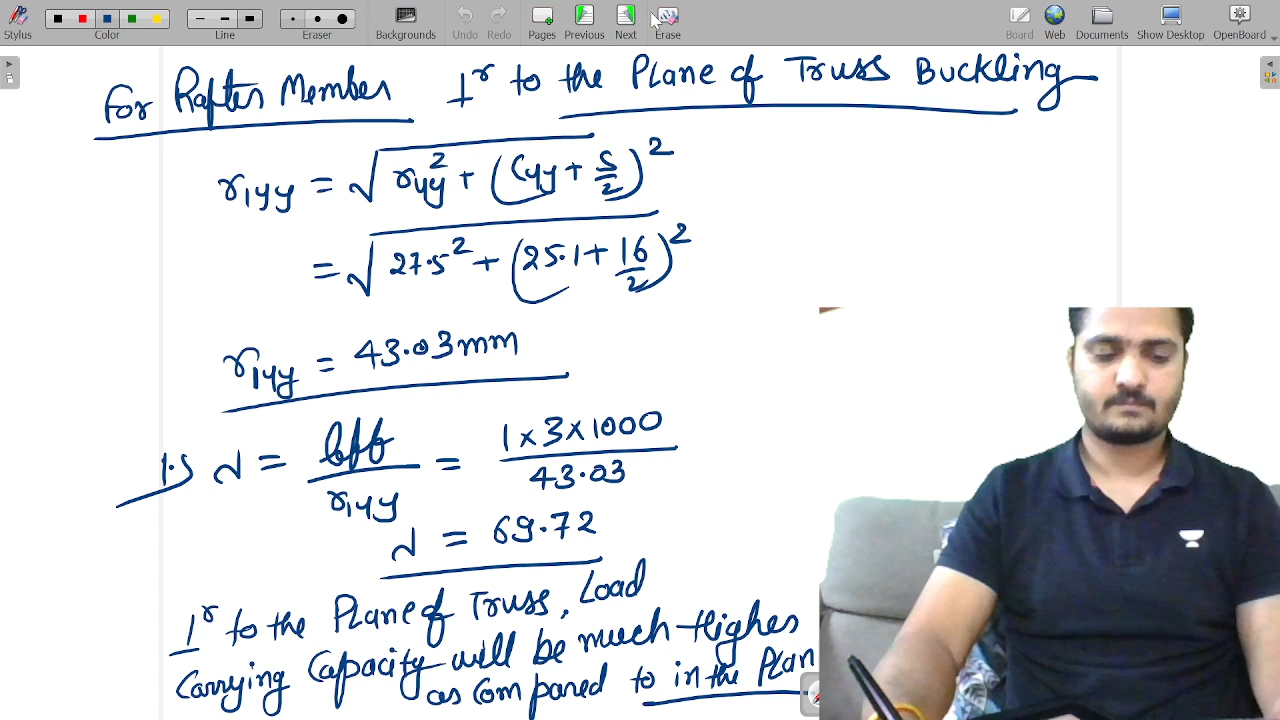 Stylus
Color
Line
Eraser
Backgrounds
Undo
Redo
Pages
Previous
Next
Erase
Board
Web
Documents
Show Desktop
OpenBoard
For Rafter Member ⊥r to the Plane of Truss Buckling
r1yy = √ryy² + (Cyy + S/2)²
= √27.5² + (25.1 + 16/2)²
r1yy = 43.03mm
λ = leff/r1yy = 1 × 3 × 1000/43.03
λ = 69.72
⊥r to the Plane of Truss, Load
Carrying Capacity will be much Higher
as Compared to in the Plan